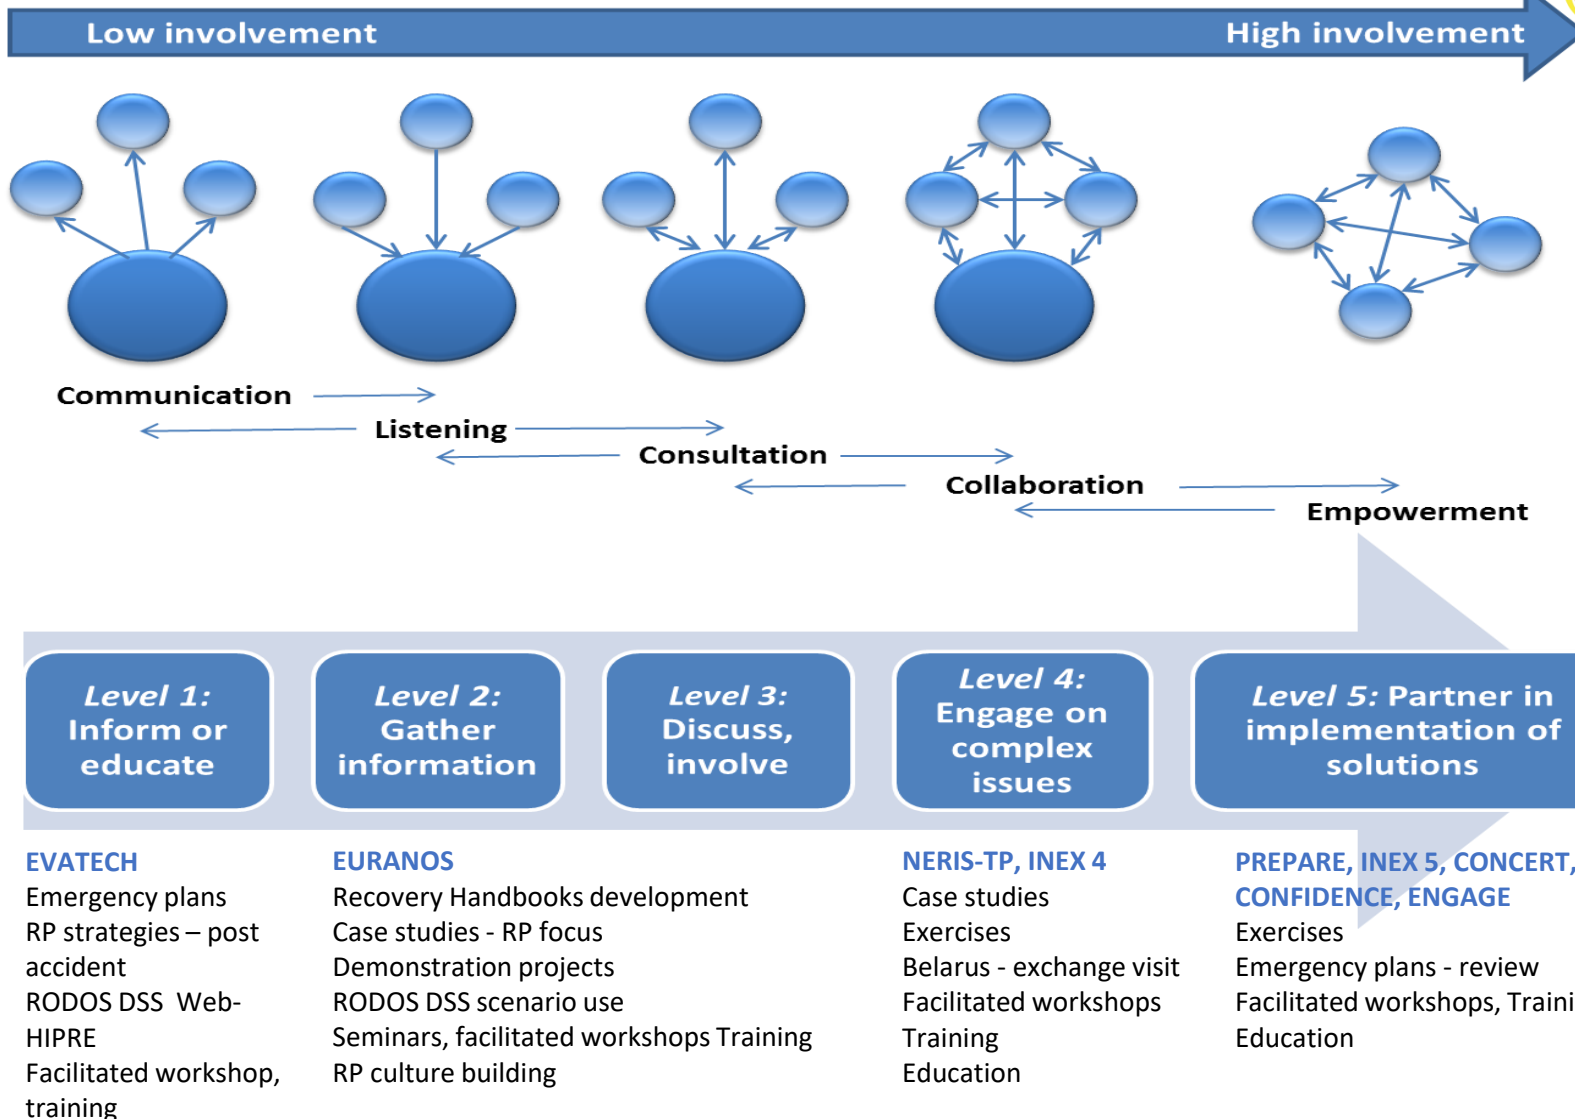 Low involvement
High involvement
Communication
Listening
Consultation
Collaboration
Empowerment
Level 1:
Inform or
educate
Level 2:
Gather
information
Level 3:
Discuss,
involve
Level 4:
Engage on
complex
issues
Level 5: Partner in
implementation of
solutions
EVATECH
Emergency plans
RP strategies – post
accident
RODOS DSS Web-
HIPRE
Facilitated workshop,
training
EURANOS
Recovery Handbooks development
Case studies - RP focus
Demonstration projects
RODOS DSS scenario use
Seminars, facilitated workshops Training
RP culture building
NERIS-TP, INEX 4
Case studies
Exercises
Belarus - exchange visit
Facilitated workshops
Training
Education
PREPARE, INEX 5, CONCERT,
CONFIDENCE, ENGAGE
Exercises
Emergency plans - review
Facilitated workshops, Traini
Education